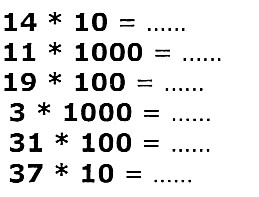 14 * 10 = ......
11 * 1000 = ......
19 * 100 = ......
3 * 1000 = ......
31 * 100 = ......
37 * 10 = ......